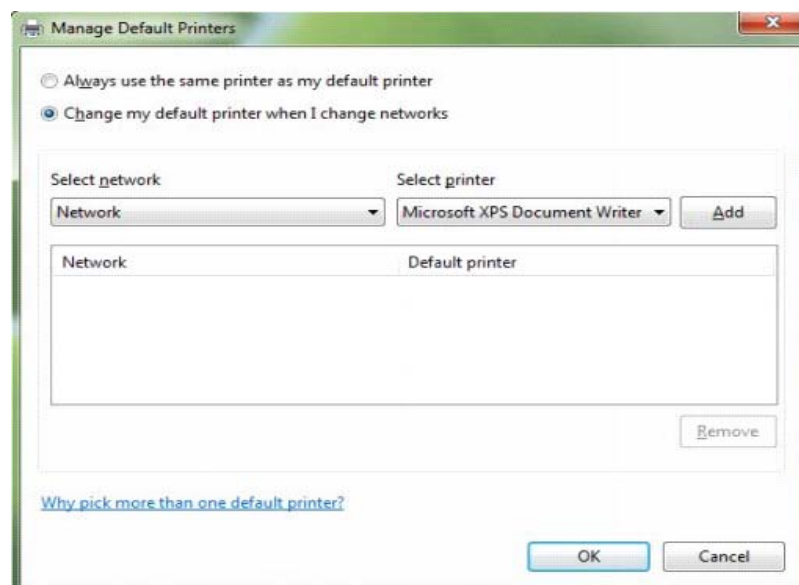 Manage Default Printers
Always use the same printer as my default printer
Change my default printer when I change networks
Select network Select printer
Network Microsoft XPS Document Writer Add
Network Default printer
Remove
Why pick more than one default printer?
OK Cancel